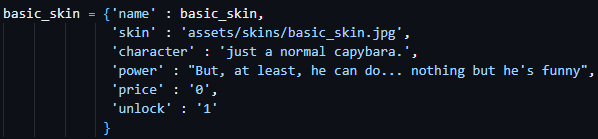 basic_skin = {'name' : basic_skin,
'skin' : 'assets/skins/basic_skin.jpg',
'character' : 'just a normal capybara.',
'power' : "But, at least, he can do... nothing but he's funny",
'price' : '0',
'unlock' : '1'
}